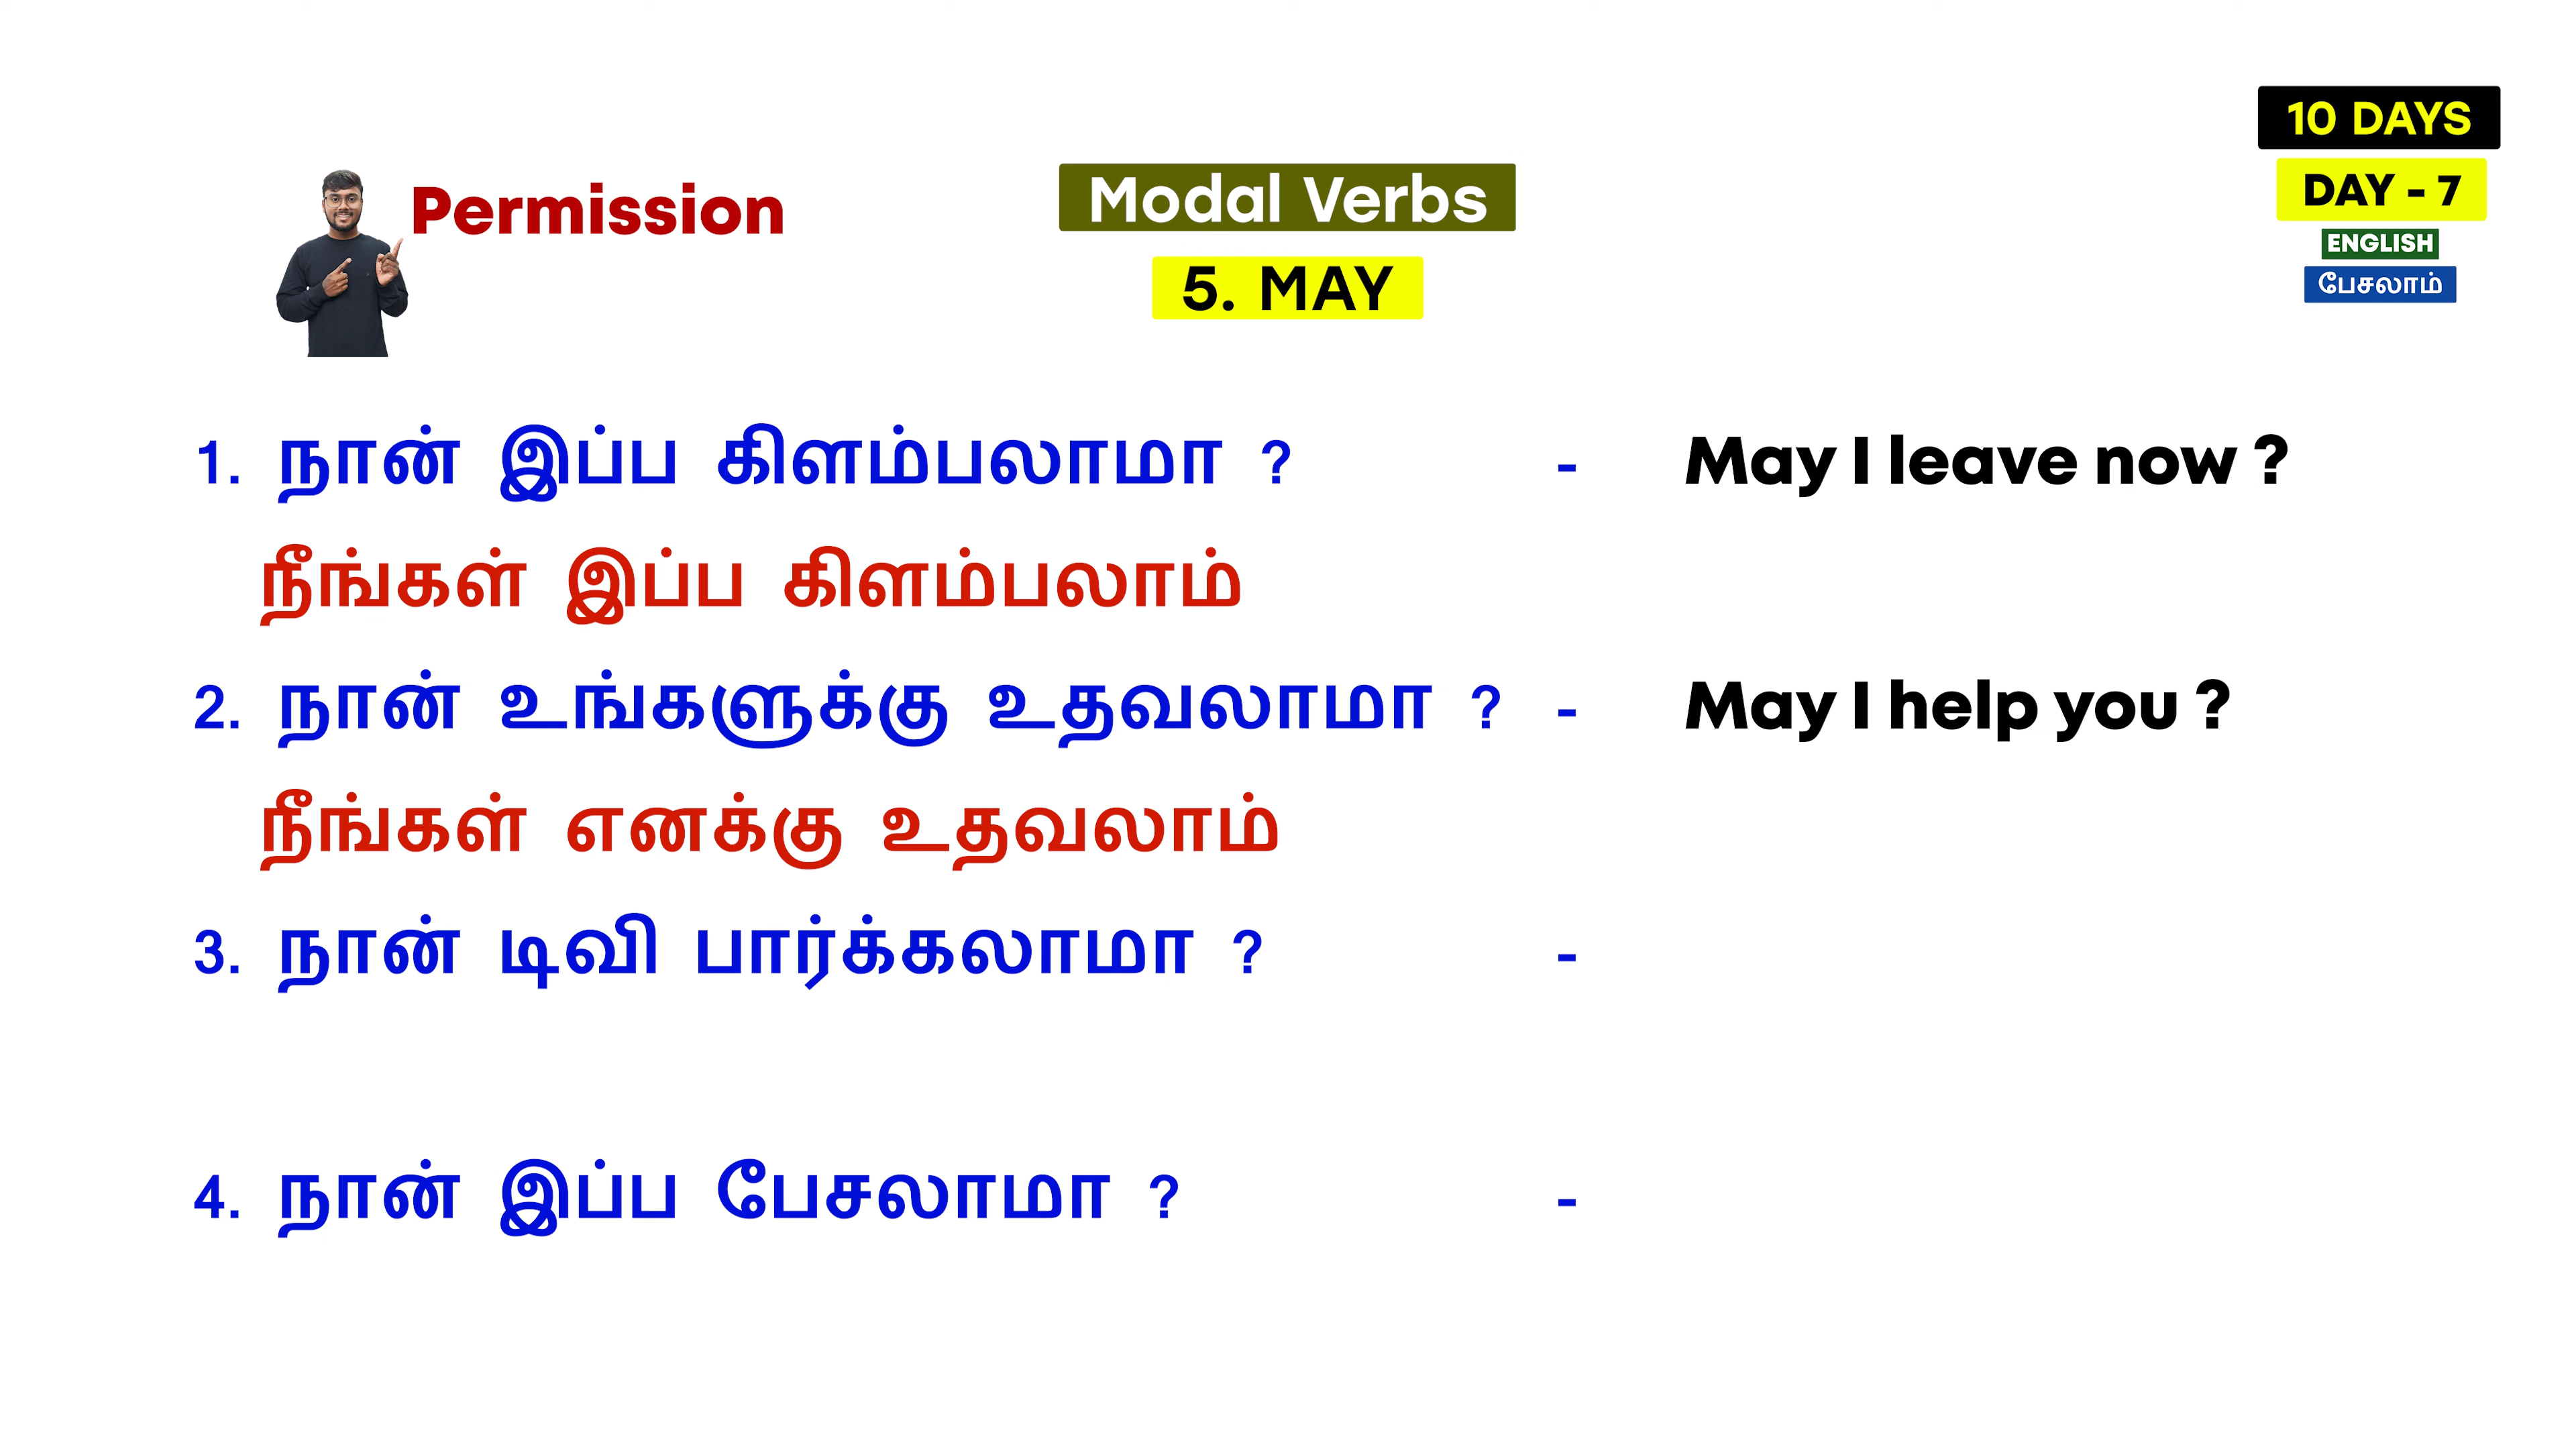 10 DAYS
DAY - 7
ENGLISH
பேசலாம்
Permission
Modal Verbs
5. MAY
1. நான் இப்ப கிளம்பலாமா ? - May I leave now ?
நீங்கள் இப்ப கிளம்பலாம்
2. நான் உங்களுக்கு உதவலாமா ? - May I help you ?
நீங்கள் எனக்கு உதவலாம்
3. நான் டிவி பார்க்கலாமா ? -
4. நான் இப்ப பேசலாமா ? -